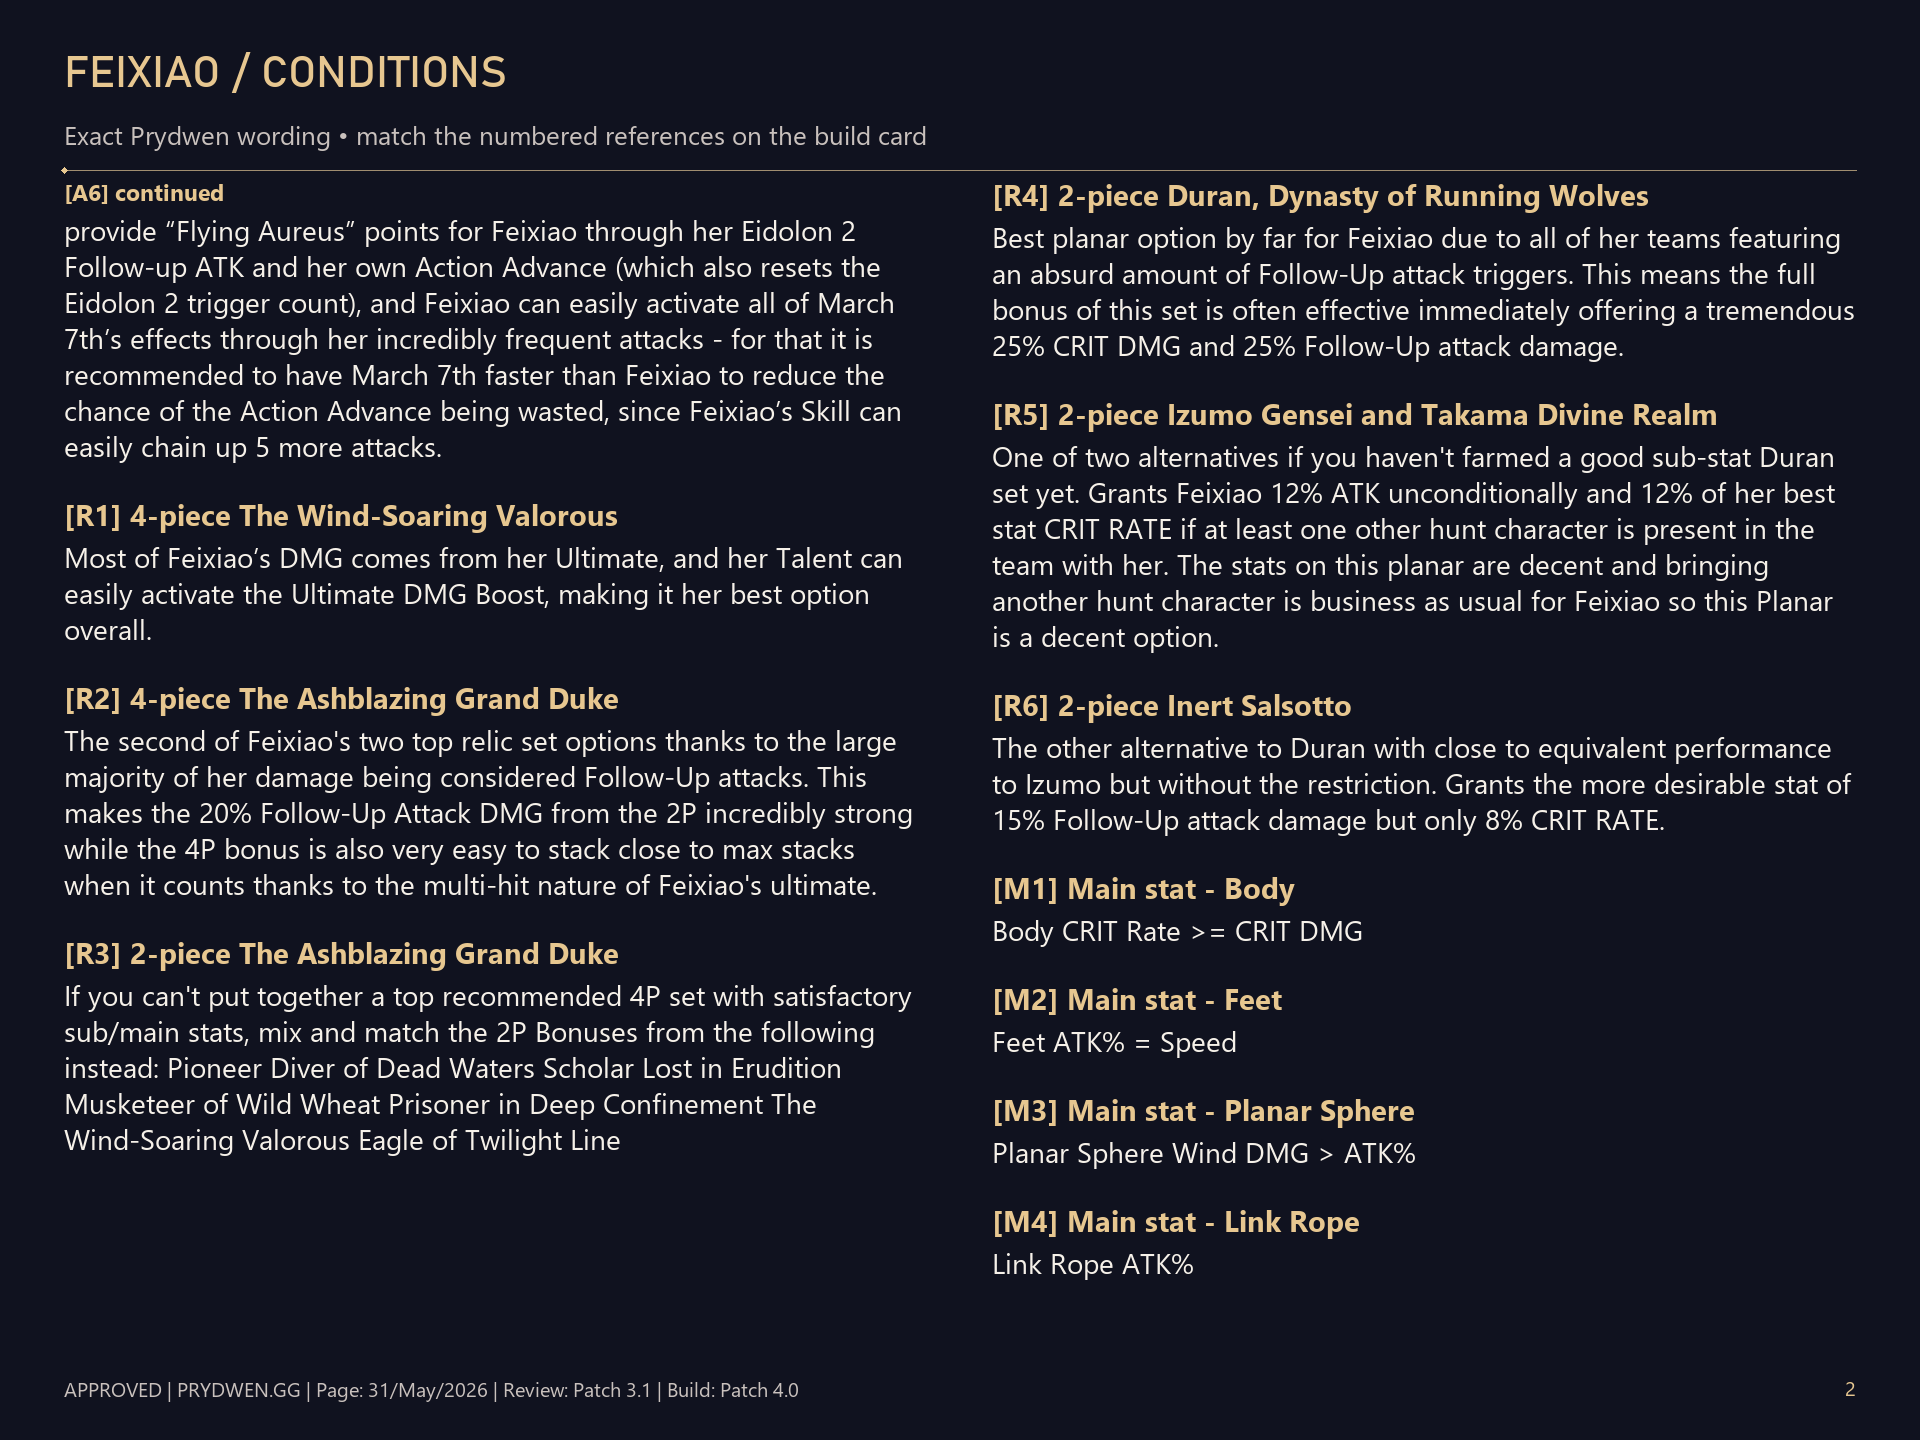 FEIXIAO / CONDITIONS
Exact Prydwen wording • match the numbered references on the build card
[A6] continued
provide “Flying Aureus” points for Feixiao through her Eidolon 2
Follow-up ATK and her own Action Advance (which also resets the
Eidolon 2 trigger count), and Feixiao can easily activate all of March
7th’s effects through her incredibly frequent attacks - for that it is
recommended to have March 7th faster than Feixiao to reduce the
chance of the Action Advance being wasted, since Feixiao’s Skill can
easily chain up 5 more attacks.
[R1] 4-piece The Wind-Soaring Valorous
Most of Feixiao’s DMG comes from her Ultimate, and her Talent can
easily activate the Ultimate DMG Boost, making it her best option
overall.
[R2] 4-piece The Ashblazing Grand Duke
The second of Feixiao's two top relic set options thanks to the large
majority of her damage being considered Follow-Up attacks. This
makes the 20% Follow-Up Attack DMG from the 2P incredibly strong
while the 4P bonus is also very easy to stack close to max stacks
when it counts thanks to the multi-hit nature of Feixiao's ultimate.
[R3] 2-piece The Ashblazing Grand Duke
If you can't put together a top recommended 4P set with satisfactory
sub/main stats, mix and match the 2P Bonuses from the following
instead: Pioneer Diver of Dead Waters Scholar Lost in Erudition
Musketeer of Wild Wheat Prisoner in Deep Confinement The
Wind-Soaring Valorous Eagle of Twilight Line
[R4] 2-piece Duran, Dynasty of Running Wolves
Best planar option by far for Feixiao due to all of her teams featuring
an absurd amount of Follow-Up attack triggers. This means the full
bonus of this set is often effective immediately offering a tremendous
25% CRIT DMG and 25% Follow-Up attack damage.
[R5] 2-piece Izumo Gensei and Takama Divine Realm
One of two alternatives if you haven't farmed a good sub-stat Duran
set yet. Grants Feixiao 12% ATK unconditionally and 12% of her best
stat CRIT RATE if at least one other hunt character is present in the
team with her. The stats on this planar are decent and bringing
another hunt character is business as usual for Feixiao so this Planar
is a decent option.
[R6] 2-piece Inert Salsotto
The other alternative to Duran with close to equivalent performance
to Izumo but without the restriction. Grants the more desirable stat of
15% Follow-Up attack damage but only 8% CRIT RATE.
[M1] Main stat - Body
Body CRIT Rate >= CRIT DMG
[M2] Main stat - Feet
Feet ATK% = Speed
[M3] Main stat - Planar Sphere
Planar Sphere Wind DMG > ATK%
[M4] Main stat - Link Rope
Link Rope ATK%
APPROVED | PRYDWEN.GG | Page: 31/May/2026 | Review: Patch 3.1 | Build: Patch 4.0
2